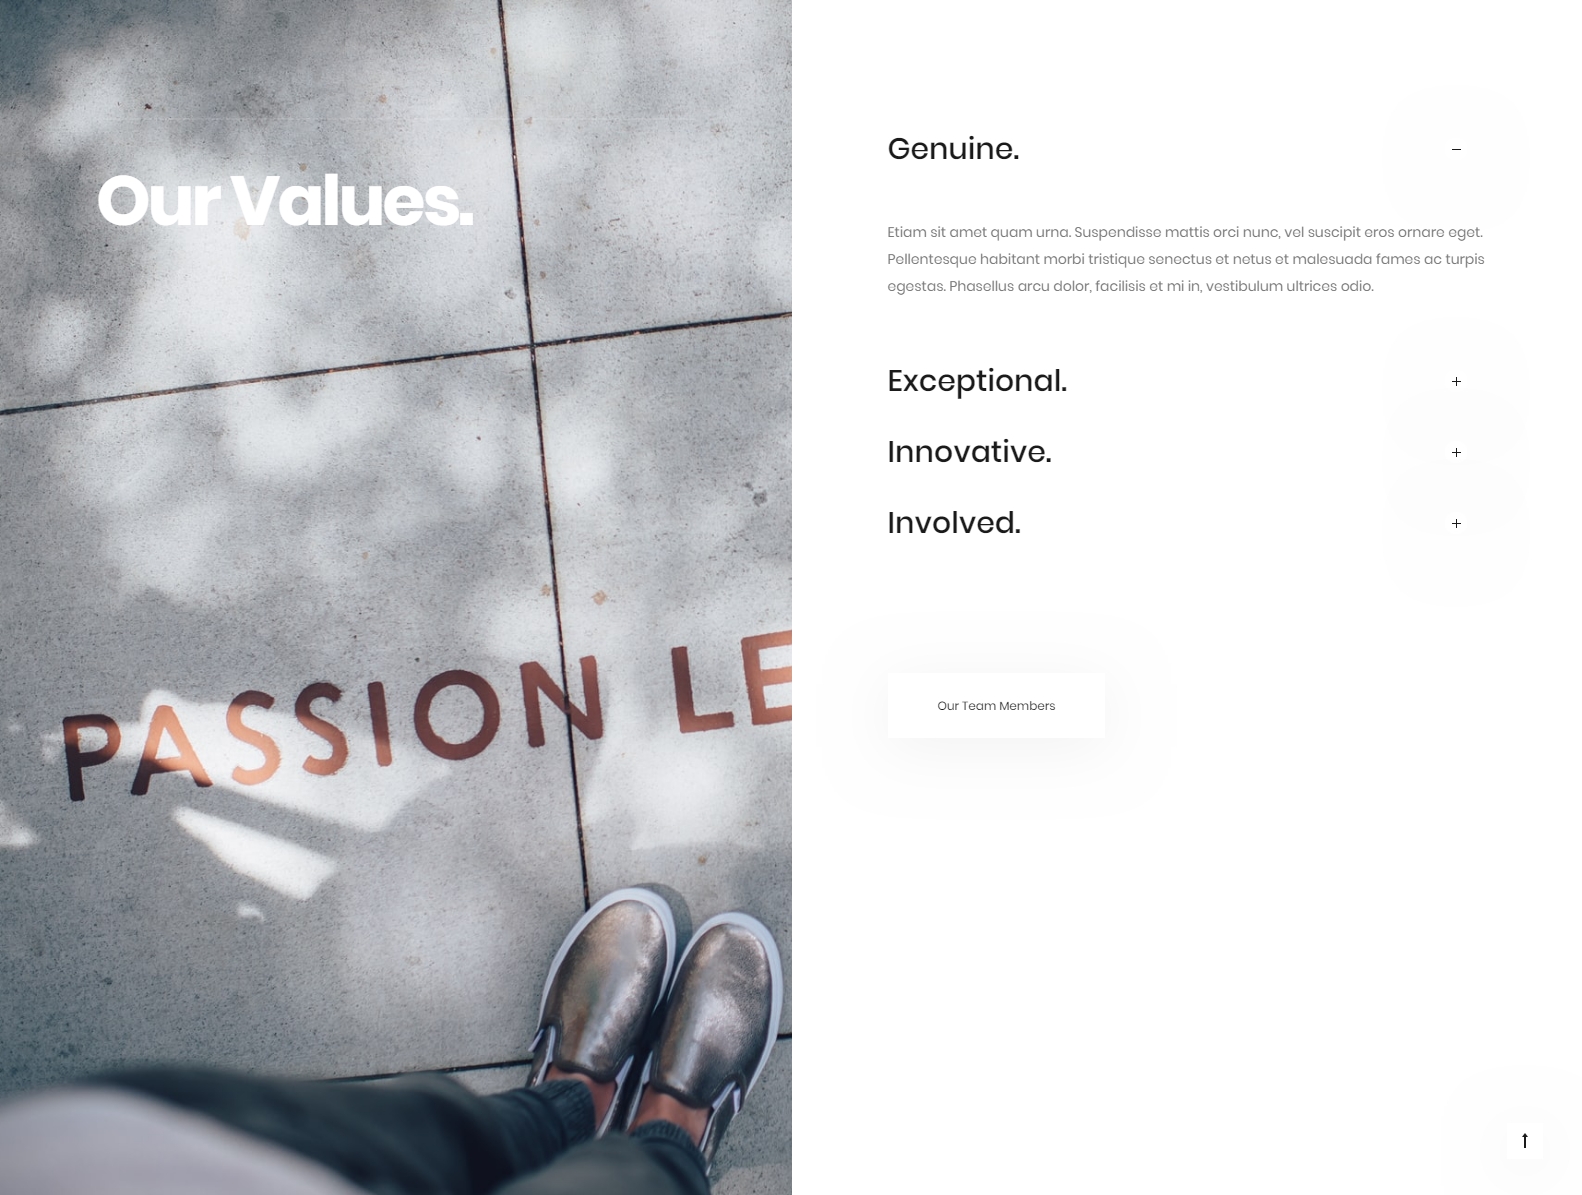 Our Values.
PASSION LE
Genuine.
Etiam sit amet quam urna. Suspendisse mattis orci nunc, vel suscipit eros ornare eget.
Pellentesque habitant morbi tristique senectus et netus et malesuada fames ac turpis
egestas. Phasellus arcu dolor, facilisis et mi in, vestibulum ultrices odio.
Exceptional.
Innovative.
Involved.
Our Team Members